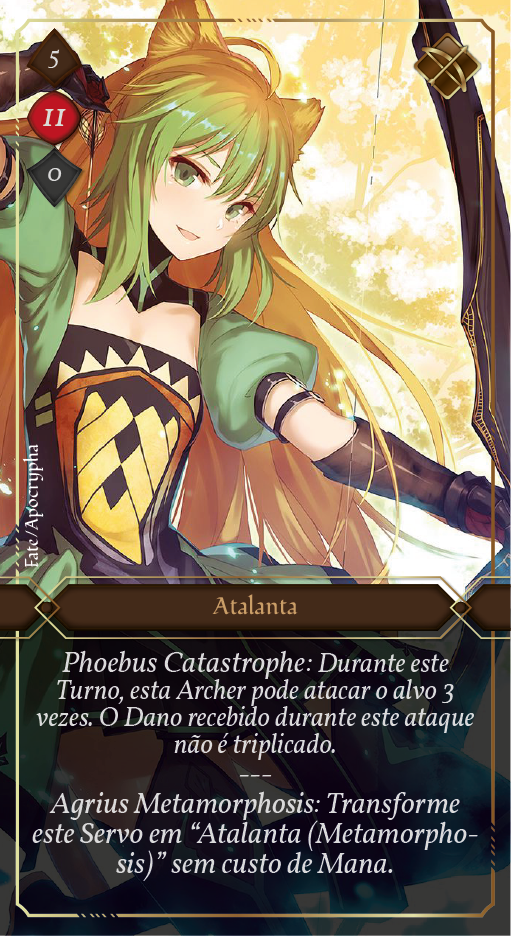 5
11
0
Fate/Apocrypha
Atalanta
Phoebus Catastrophe: Durante este
Turno, esta Archer pode atacar o alvo 3
vezes. O Dano recebido durante este ataque
não é triplicado.
---
Agrius Metamorphosis: Transforme
este Servo em “Atalanta (Metamorpho-
sis)” sem custo de Mana.